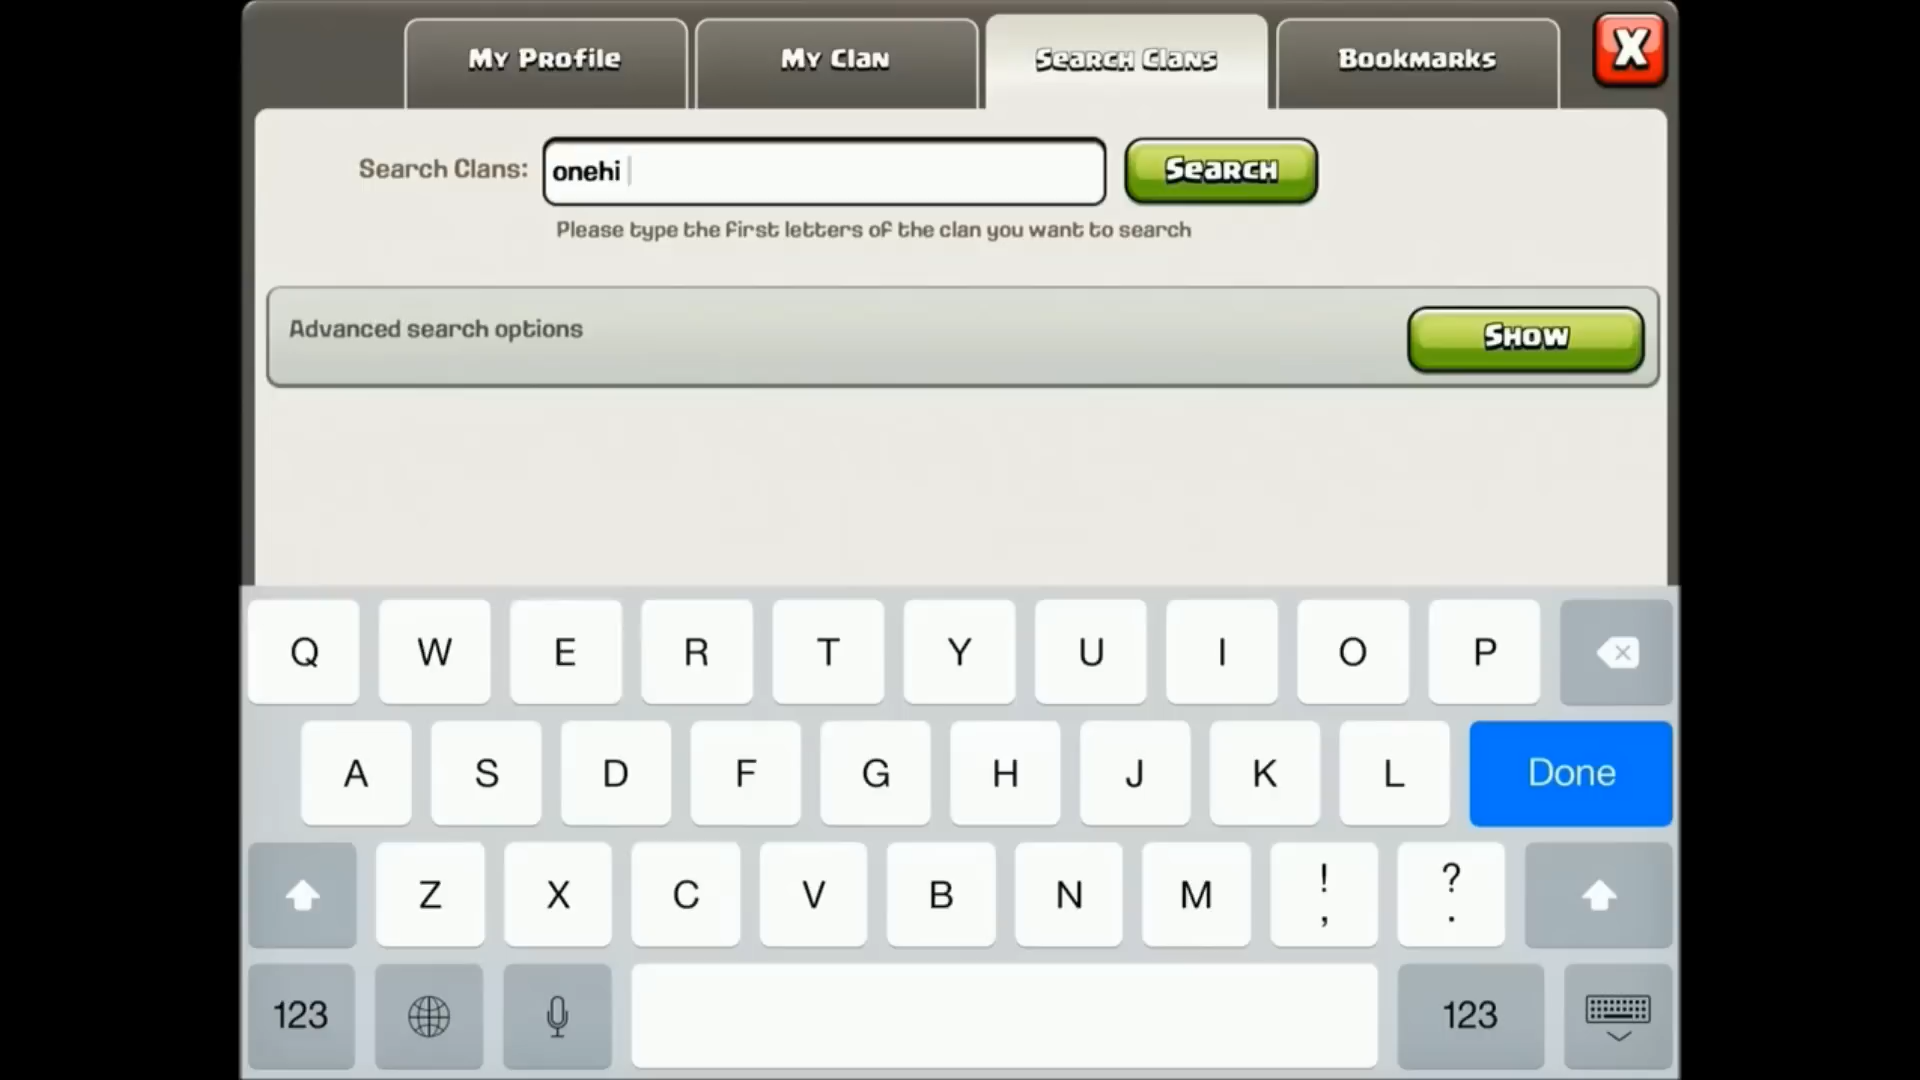 My Profile
My Clan
Search Clans
Bookmarks
X
Search Clans:
onehi
Search
Please type the first letters of the clan you want to search
Advanced search options
Show
Q W E R T Y U I O P
A S D F G H J K L Done
Z X C V B N M ! , ? .
123
123